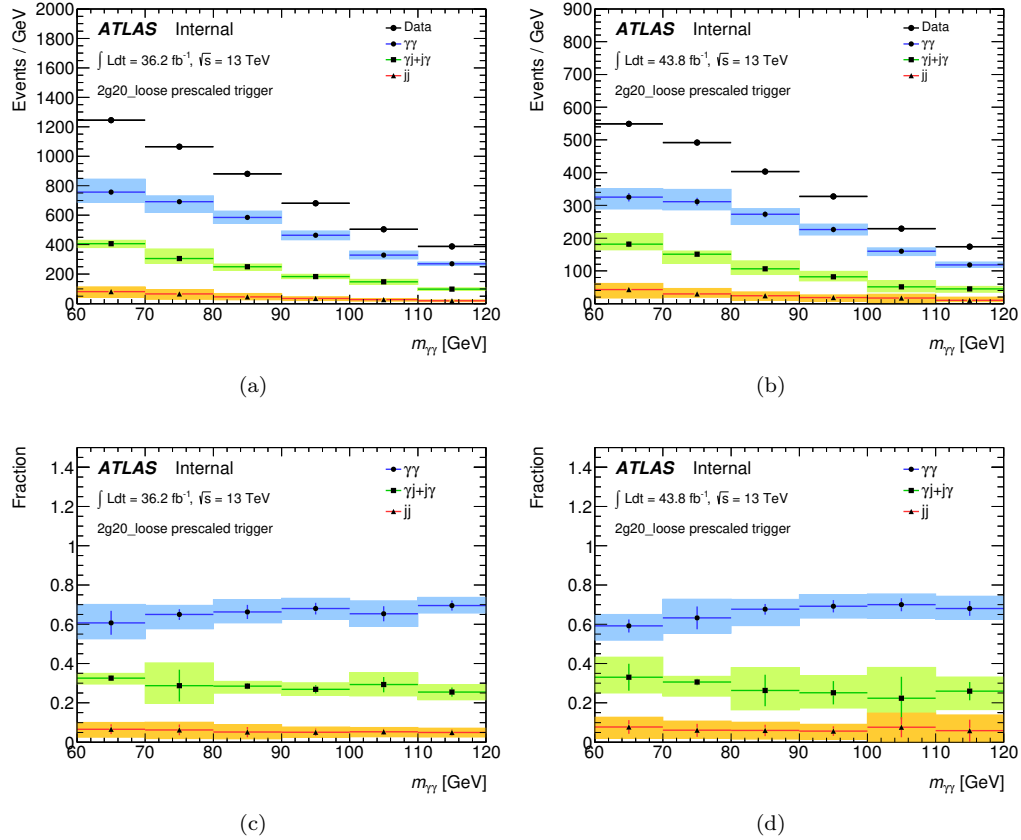 2000
1800
1600
1400
1200
1000
800
600
400
200
0
Events / GeV
ATLAS Internal
∫ Ldt = 36.2 fb⁻¹, √s = 13 TeV
2g20_loose prescaled trigger
Data
γγ
γj+jγ
jj
60 70 80 90 100 110 120
mγγ [GeV]
(a)
900
800
700
600
500
400
300
200
100
0
Events / GeV
ATLAS Internal
∫ Ldt = 43.8 fb⁻¹, √s = 13 TeV
2g20_loose prescaled trigger
Data
γγ
γj+jγ
jj
60 70 80 90 100 110 120
mγγ [GeV]
(b)
1.4
1.2
1
0.8
0.6
0.4
0.2
0
Fraction
ATLAS Internal
∫ Ldt = 36.2 fb⁻¹, √s = 13 TeV
2g20_loose prescaled trigger
γγ
γj+jγ
jj
60 70 80 90 100 110 120
mγγ [GeV]
(c)
1.4
1.2
1
0.8
0.6
0.4
0.2
0
Fraction
ATLAS Internal
∫ Ldt = 43.8 fb⁻¹, √s = 13 TeV
2g20_loose prescaled trigger
γγ
γj+jγ
jj
60 70 80 90 100 110 120
mγγ [GeV]
(d)